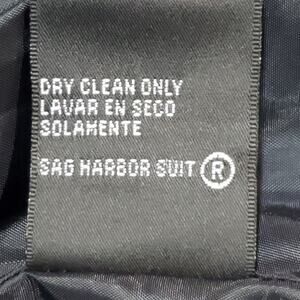 DRY CLEAN ONLY
LAVAR EN SECO
SOLAMENTE
SAG HARBOR SUIT ®